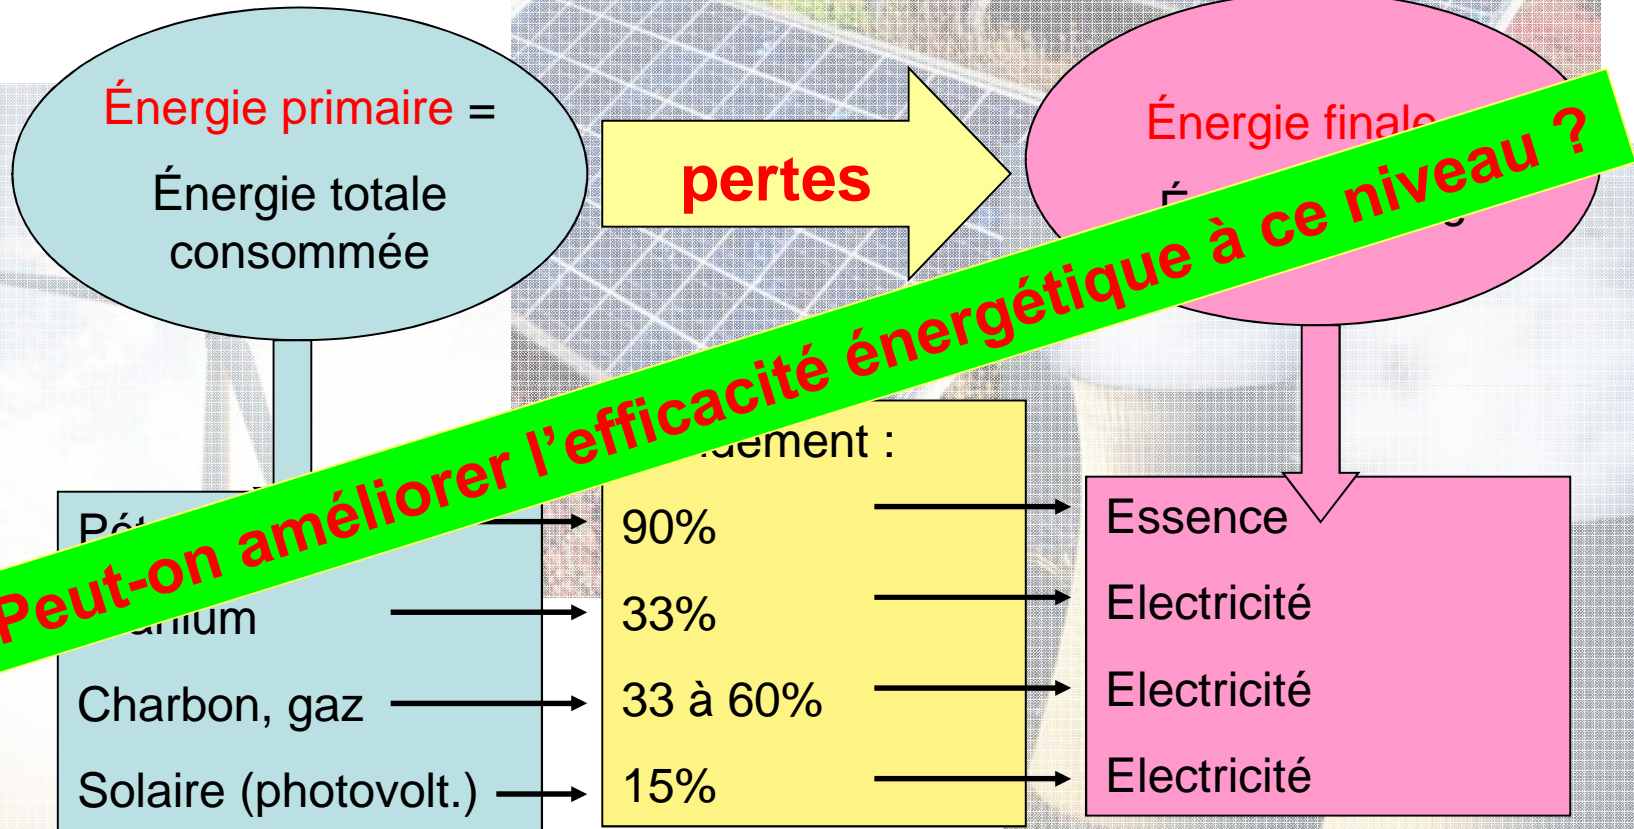 Énergie primaire =
Énergie totale
consommée
pertes
Énergie finale
Peut-on améliorer l’efficacité énergétique à ce niveau ?
90%
33%
Charbon, gaz
33 à 60%
Solaire (photovolt.)
15%
Essence
Electricité
Electricité
Electricité